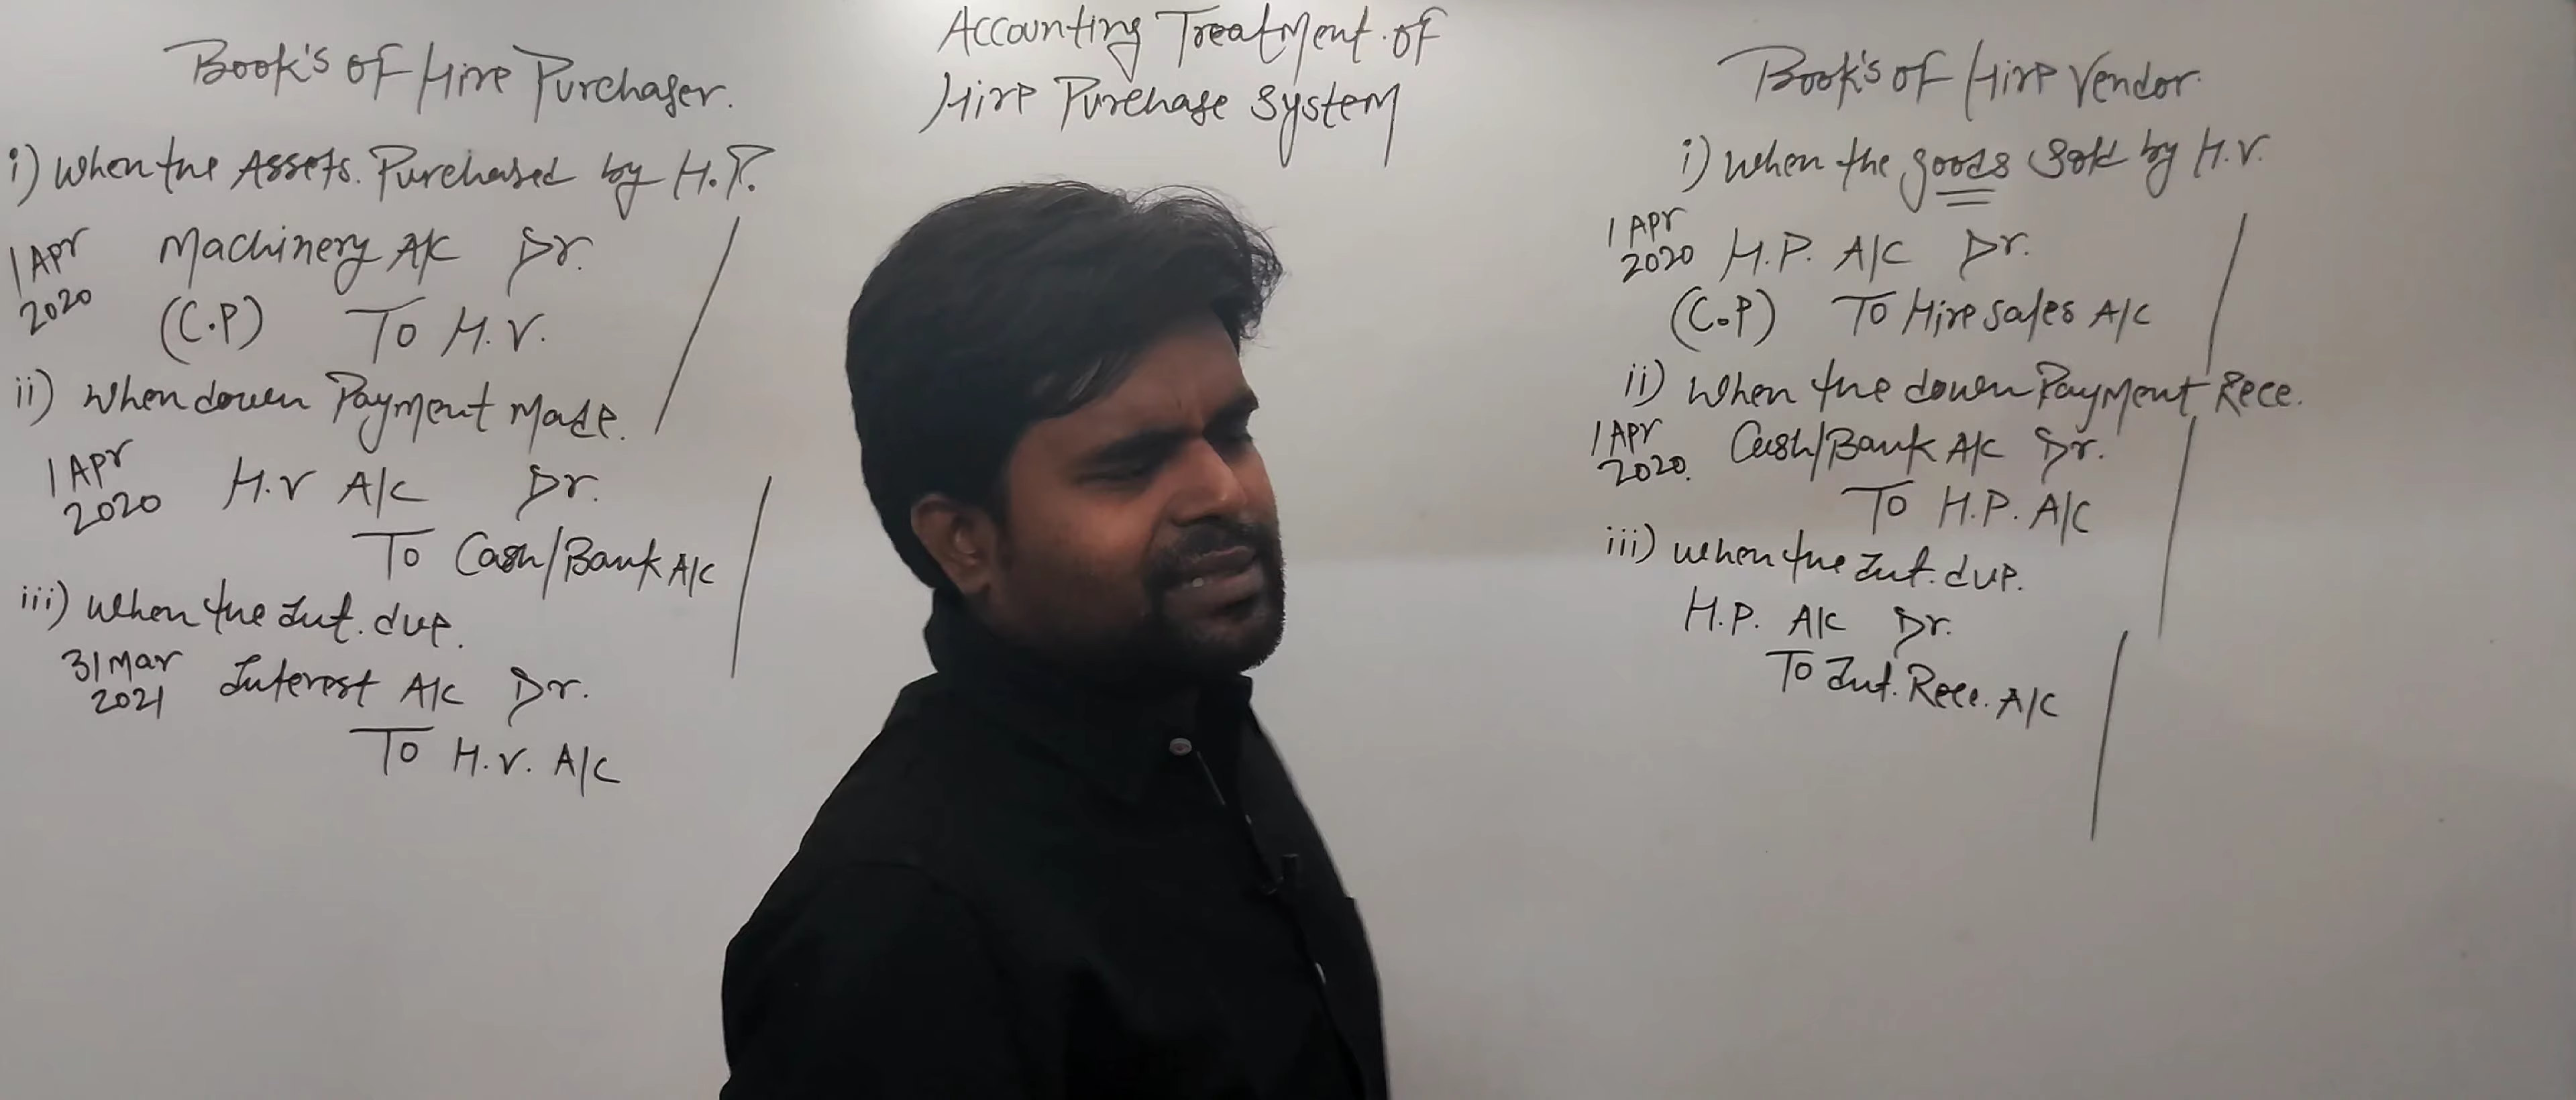 Accounting Treatment of
Hire Purchase System
Book's of Hire Purchaser.
i) When the Assets. Purchased by H.P.
1 Apr
2020
Machinery A/c Dr.
(C.P) To H.V.
ii) When down Payment Made.
1 Apr
2020
H.V A/c Dr.
To Cash/Bank A/c
iii) When the Int. due.
31 Mar
2021
Interest A/c Dr.
To H.V. A/c
Book's of Hire Vendor.
i) When the goods Sold by H.V.
1 Apr
2020
H.P. A/c Dr.
(C.P) To Hire Sales A/c
ii) When the down Payment Rece.
1 Apr
2020.
Cash/Bank A/c Dr.
To H.P. A/c
iii) When the Int. due.
H.P. A/c Dr.
To Int. Rece. A/c